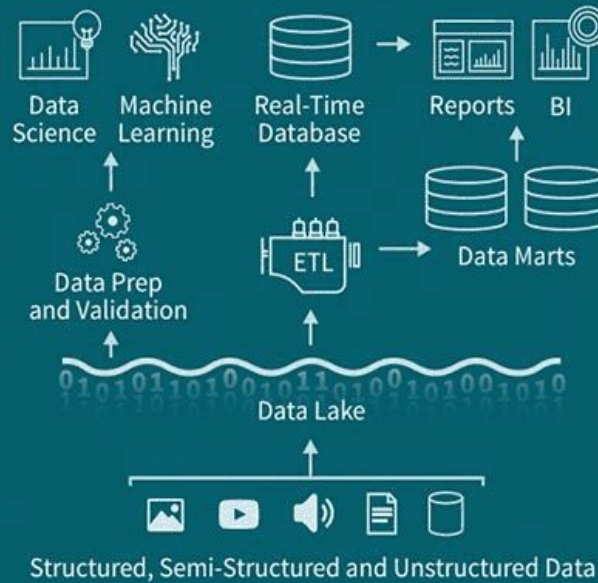 Data
Science
Machine
Learning
Real-Time
Database
Reports
BI
Data Prep
and Validation
ETL
Data Marts
0101011010001011010001010010010
Data Lake
Structured, Semi-Structured and Unstructured Data